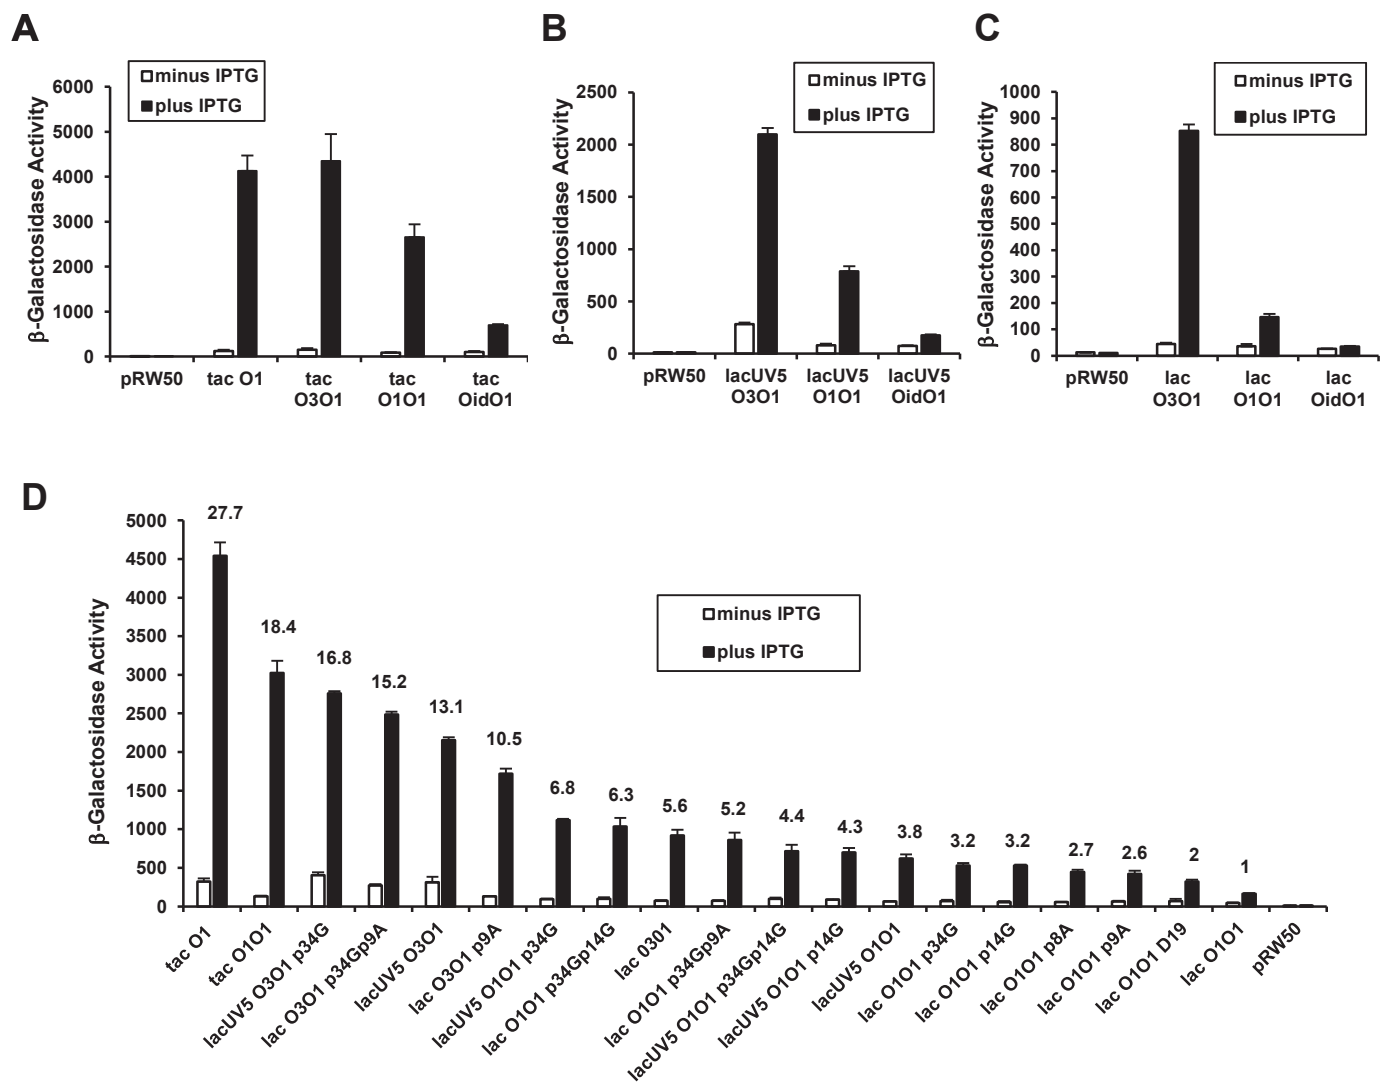 A
minus IPTG
plus IPTG
β-Galactosidase Activity
6000
5000
4000
3000
2000
1000
0
pRW50
tac O1
tac
O3O1
tac
O1O1
tac
OidO1
B
minus IPTG
plus IPTG
β-Galactosidase Activity
2500
2000
1500
1000
500
0
pRW50
lacUV5
O3O1
lacUV5
O1O1
lacUV5
OidO1
C
minus IPTG
plus IPTG
β-Galactosidase Activity
1000
900
800
700
600
500
400
300
200
100
0
pRW50
lac
O3O1
lac
O1O1
lac
OidO1
D
minus IPTG
plus IPTG
β-Galactosidase Activity
5000
4500
4000
3500
3000
2500
2000
1500
1000
500
0
27.7
18.4
16.8
15.2
13.1
10.5
6.8
6.3
5.6
5.2
4.4
4.3
3.8
3.2
3.2
2.7
2.6
2
1
tac O1
tac O1O1
lacUV5 O3O1 p34G
lac O3O1 p34Gp9A
lacUV5 O3O1
lac O3O1 p9A
lacUV5 O1O1 p34G
lac O1O1 p34Gp14G
lac 0301
lac O1O1 p34Gp9A
lacUV5 O1O1 p34Gp14G
lacUV5 O1O1 p14G
lacUV5 O1O1
lac O1O1 p34G
lac O1O1 p14G
lac O1O1 p8A
lac O1O1 p9A
lac O1O1 D19
lac O1O1
pRW50